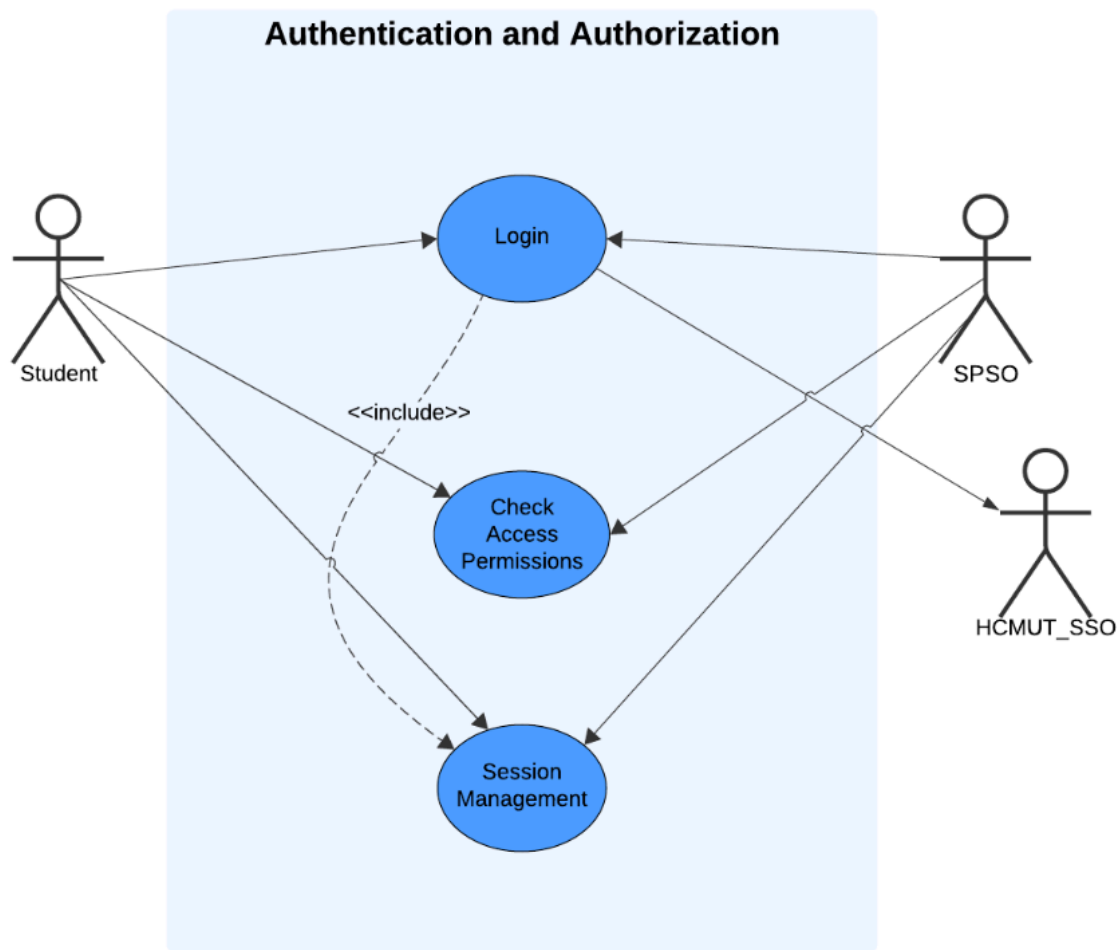 Authentication and Authorization
Login
Student
SPSO
<<include>>
Check
Access
Permissions
HCMUT_SSO
Session
Management